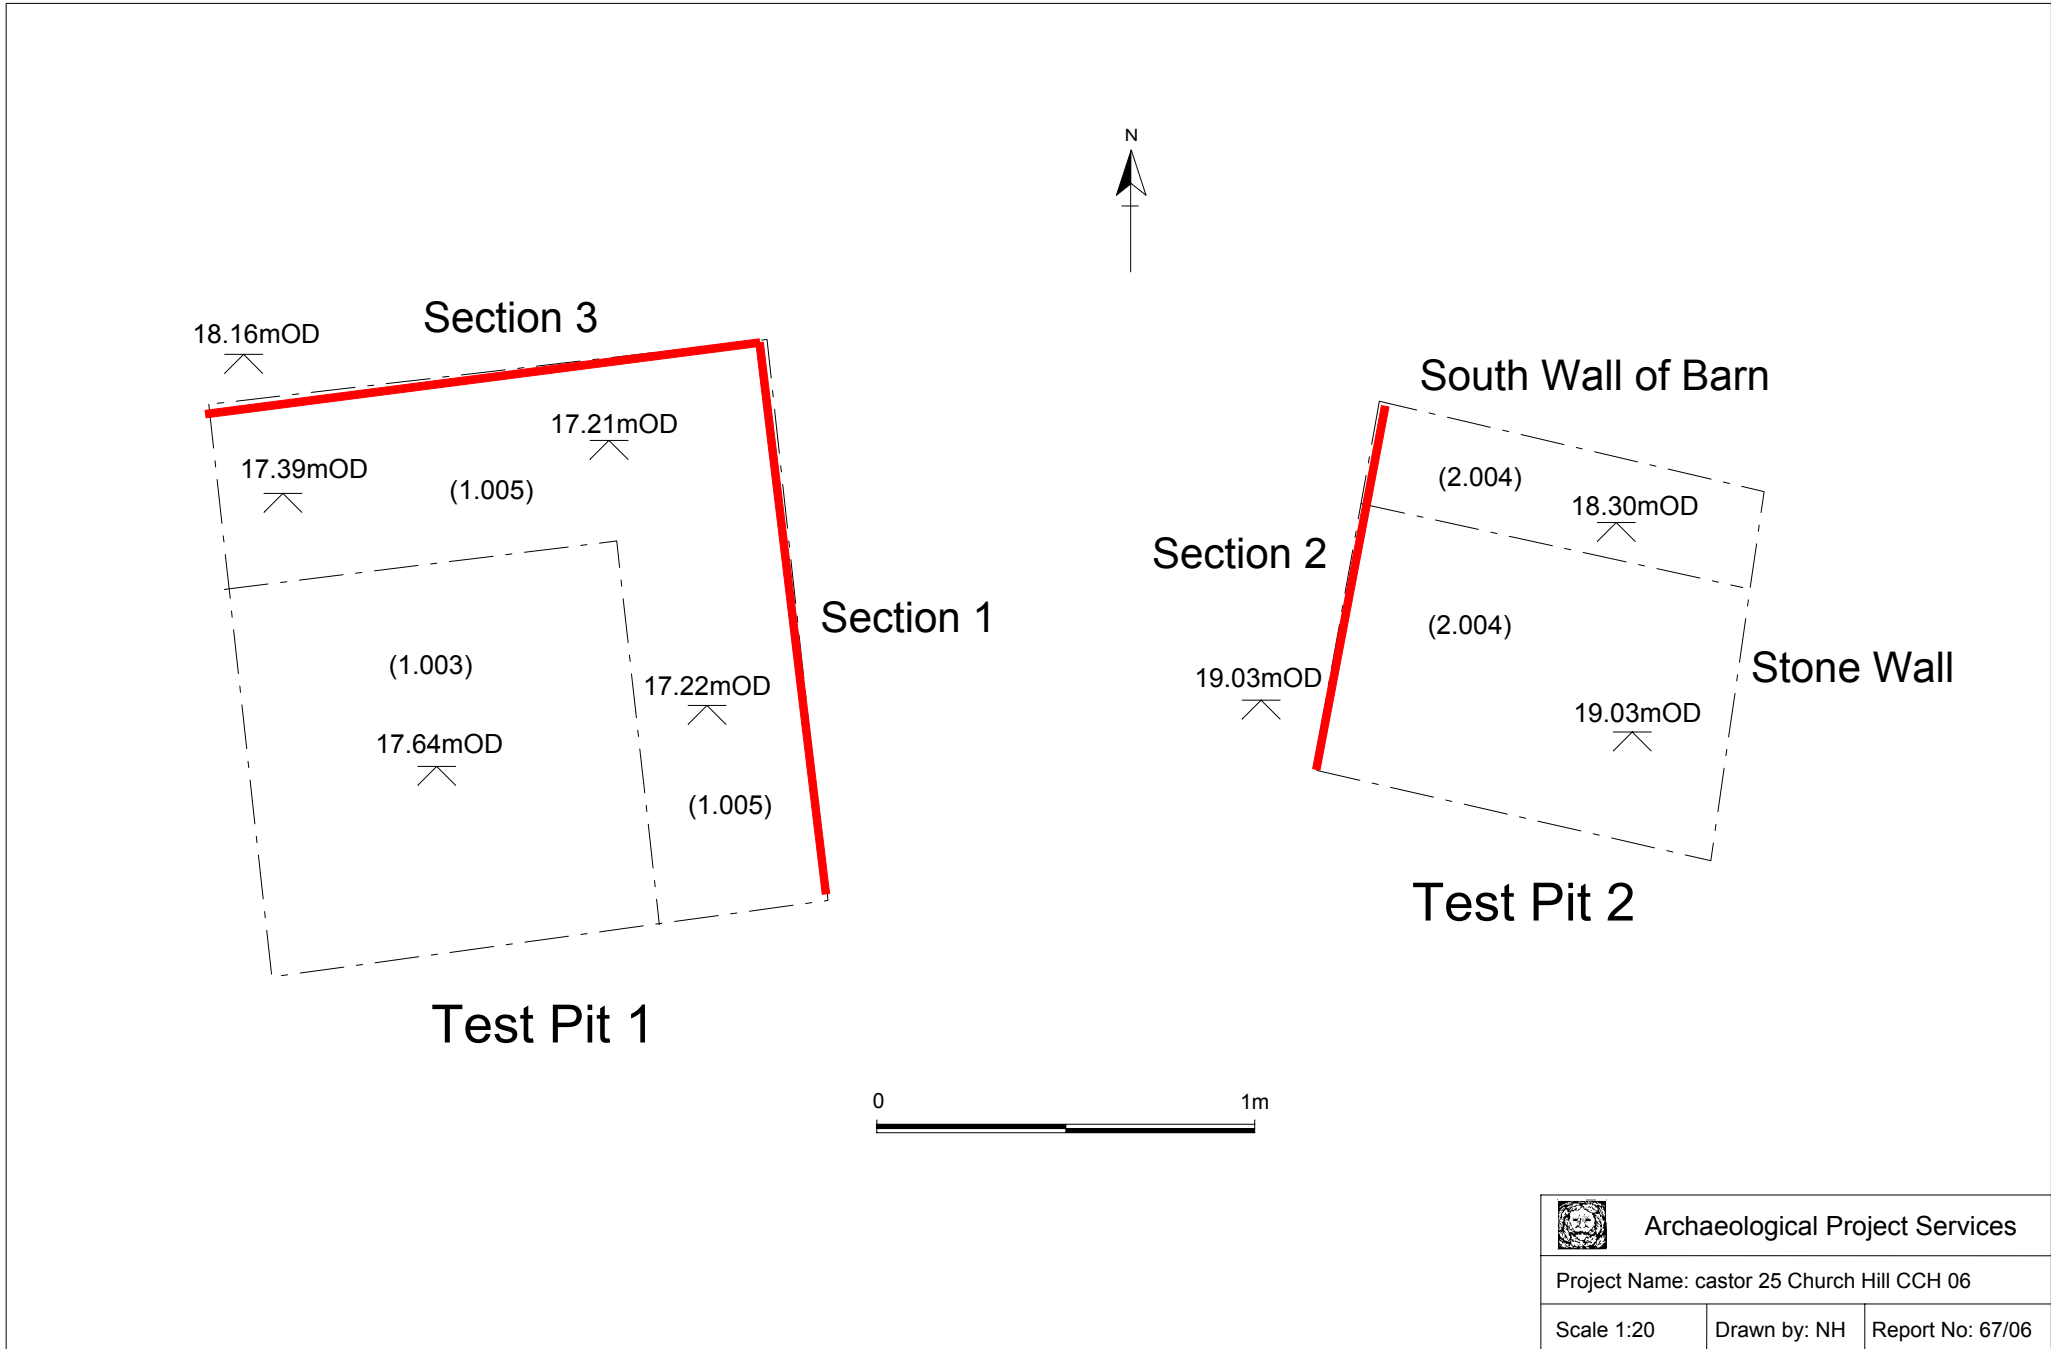 N
Section 3
18.16mOD
17.21mOD
17.39mOD
(1.005)
Section 1
(1.003)
17.22mOD
17.64mOD
(1.005)
Test Pit 1
South Wall of Barn
(2.004)
18.30mOD
Section 2
(2.004)
Stone Wall
19.03mOD
19.03mOD
Test Pit 2
0 1m
Archaeological Project Services
Project Name: castor 25 Church Hill CCH 06
Scale 1:20 Drawn by: NH Report No: 67/06